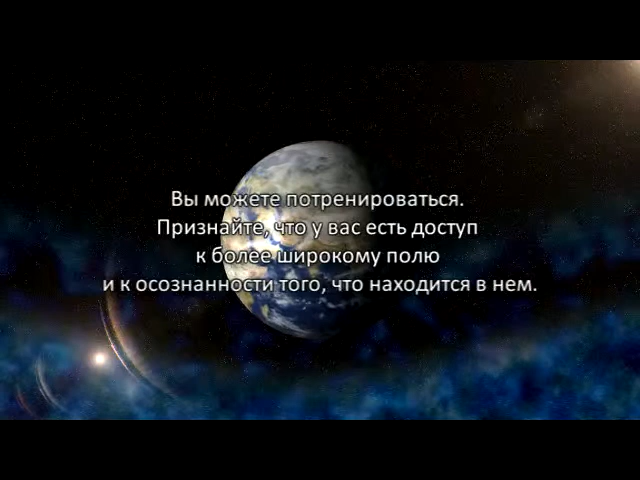 Вы можете потренироваться.
Признайте, что у вас есть доступ
к более широкому полю
и к осознанности того, что находится в нем.